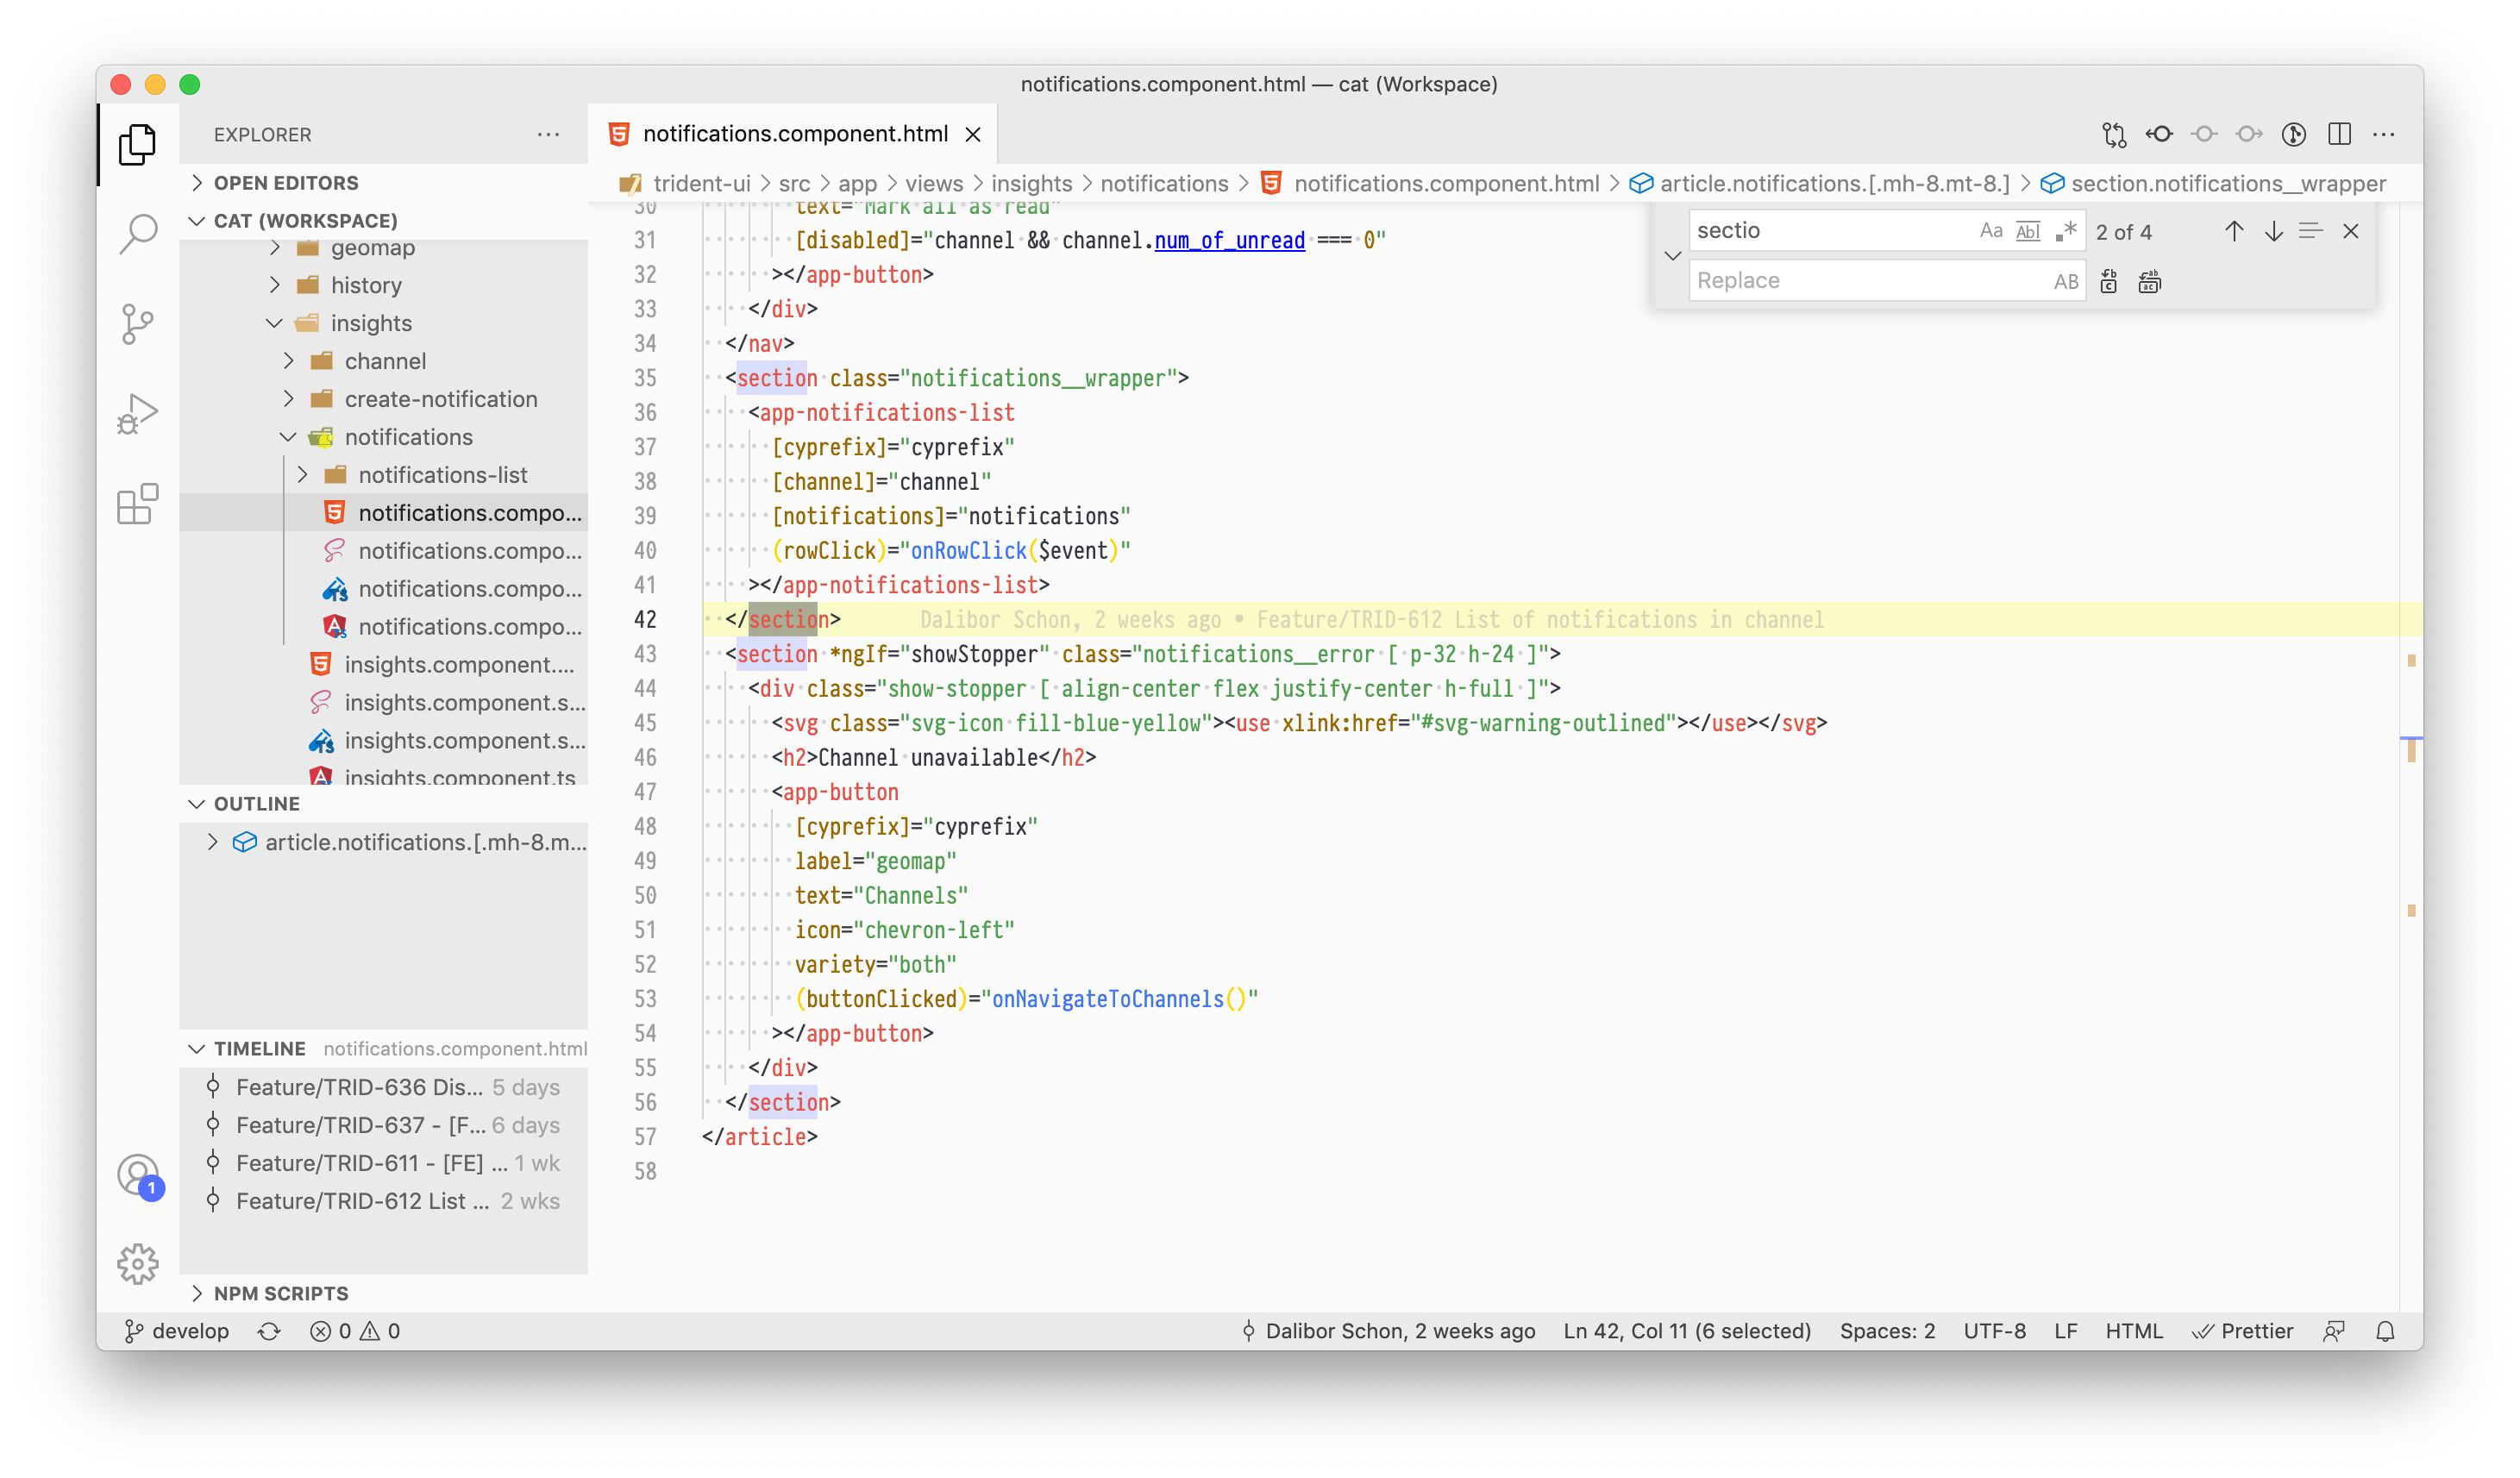 notifications.component.html — cat (Workspace)
EXPLORER
OPEN EDITORS
CAT (WORKSPACE)
geomap
history
insights
channel
create-notification
notifications
notifications-list
notifications.compo...
notifications.compo...
notifications.compo...
notifications.compo...
insights.component....
insights.component.s...
insights.component.s...
insights.component.ts
OUTLINE
article.notifications.[.mh-8.m...
TIMELINE notifications.component.html
Feature/TRID-636 Dis... 5 days
Feature/TRID-637 - [F... 6 days
Feature/TRID-611 - [FE] ... 1 wk
Feature/TRID-612 List ... 2 wks
NPM SCRIPTS
notifications.component.html
trident-ui > src > app > views > insights > notifications > notifications.component.html > article.notifications.[.mh-8.mt-8.] > section.notifications__wrapper
sectio Aa Abl .* 2 of 4
Replace AB
30 text="Mark all as read"
31 [disabled]="channel && channel.num_of_unread === 0"
32 ></app-button>
33 </div>
34 </nav>
35 <section class="notifications__wrapper">
36 <app-notifications-list
37 [cyprefix]="cyprefix"
38 [channel]="channel"
39 [notifications]="notifications"
40 (rowClick)="onRowClick($event)"
41 ></app-notifications-list>
42 </section> Dalibor Schon, 2 weeks ago • Feature/TRID-612 List of notifications in channel
43 <section *ngIf="showStopper" class="notifications__error [ p-32 h-24 ]">
44 <div class="show-stopper [ align-center flex justify-center h-full ]">
45 <svg class="svg-icon fill-blue-yellow"><use xlink:href="#svg-warning-outlined"></use></svg>
46 <h2>Channel unavailable</h2>
47 <app-button
48 [cyprefix]="cyprefix"
49 label="geomap"
50 text="Channels"
51 icon="chevron-left"
52 variety="both"
53 (buttonClicked)="onNavigateToChannels()"
54 ></app-button>
55 </div>
56 </section>
57 </article>
58
1
develop 0 0 Dalibor Schon, 2 weeks ago Ln 42, Col 11 (6 selected) Spaces: 2 UTF-8 LF HTML Prettier